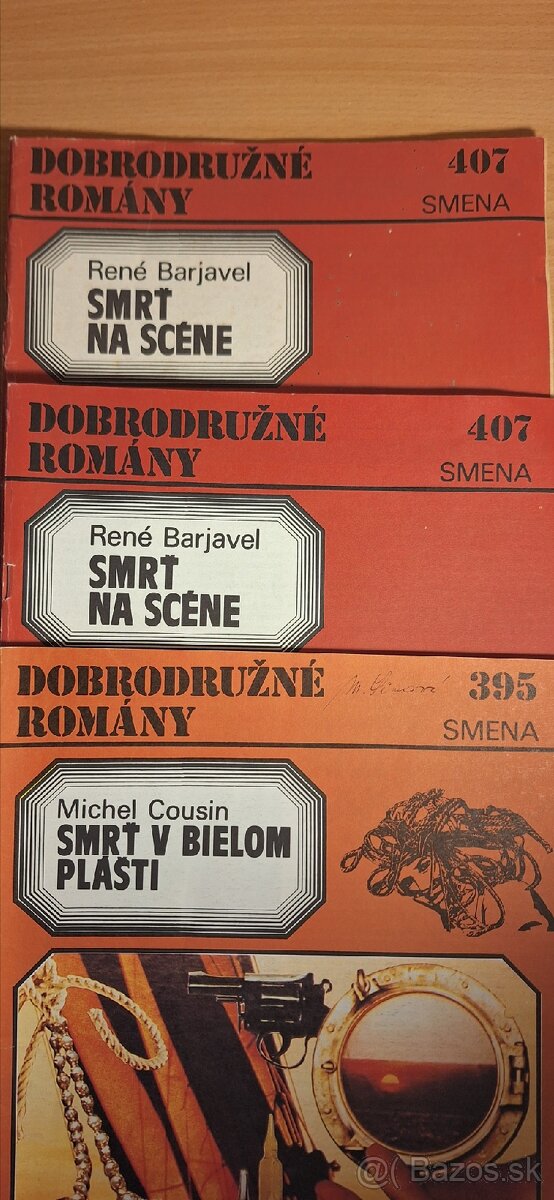 DOBRODRUŽNÉ 407
ROMÁNY SMENA
René Barjavel
SMRŤ
NA SCÉNE
DOBRODRUŽNÉ 407
ROMÁNY SMENA
René Barjavel
SMRŤ
NA SCÉNE
DOBRODRUŽNÉ 395
ROMÁNY SMENA
Michel Cousin
SMRŤ V BIELOM
PLÁŠTI
@( Bazos.sk